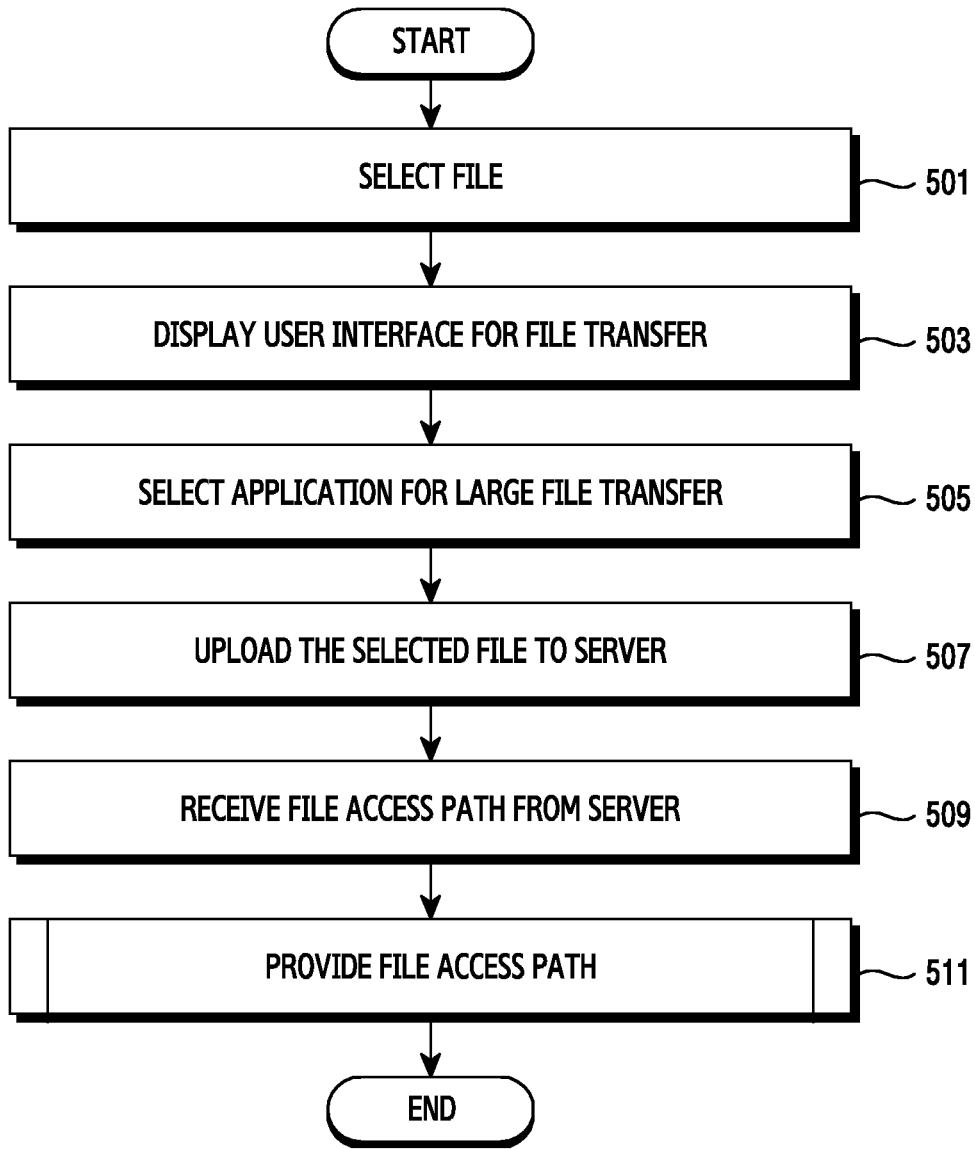 START
SELECT FILE
501
DISPLAY USER INTERFACE FOR FILE TRANSFER
503
SELECT APPLICATION FOR LARGE FILE TRANSFER
505
UPLOAD THE SELECTED FILE TO SERVER
507
RECEIVE FILE ACCESS PATH FROM SERVER
509
PROVIDE FILE ACCESS PATH
511
END